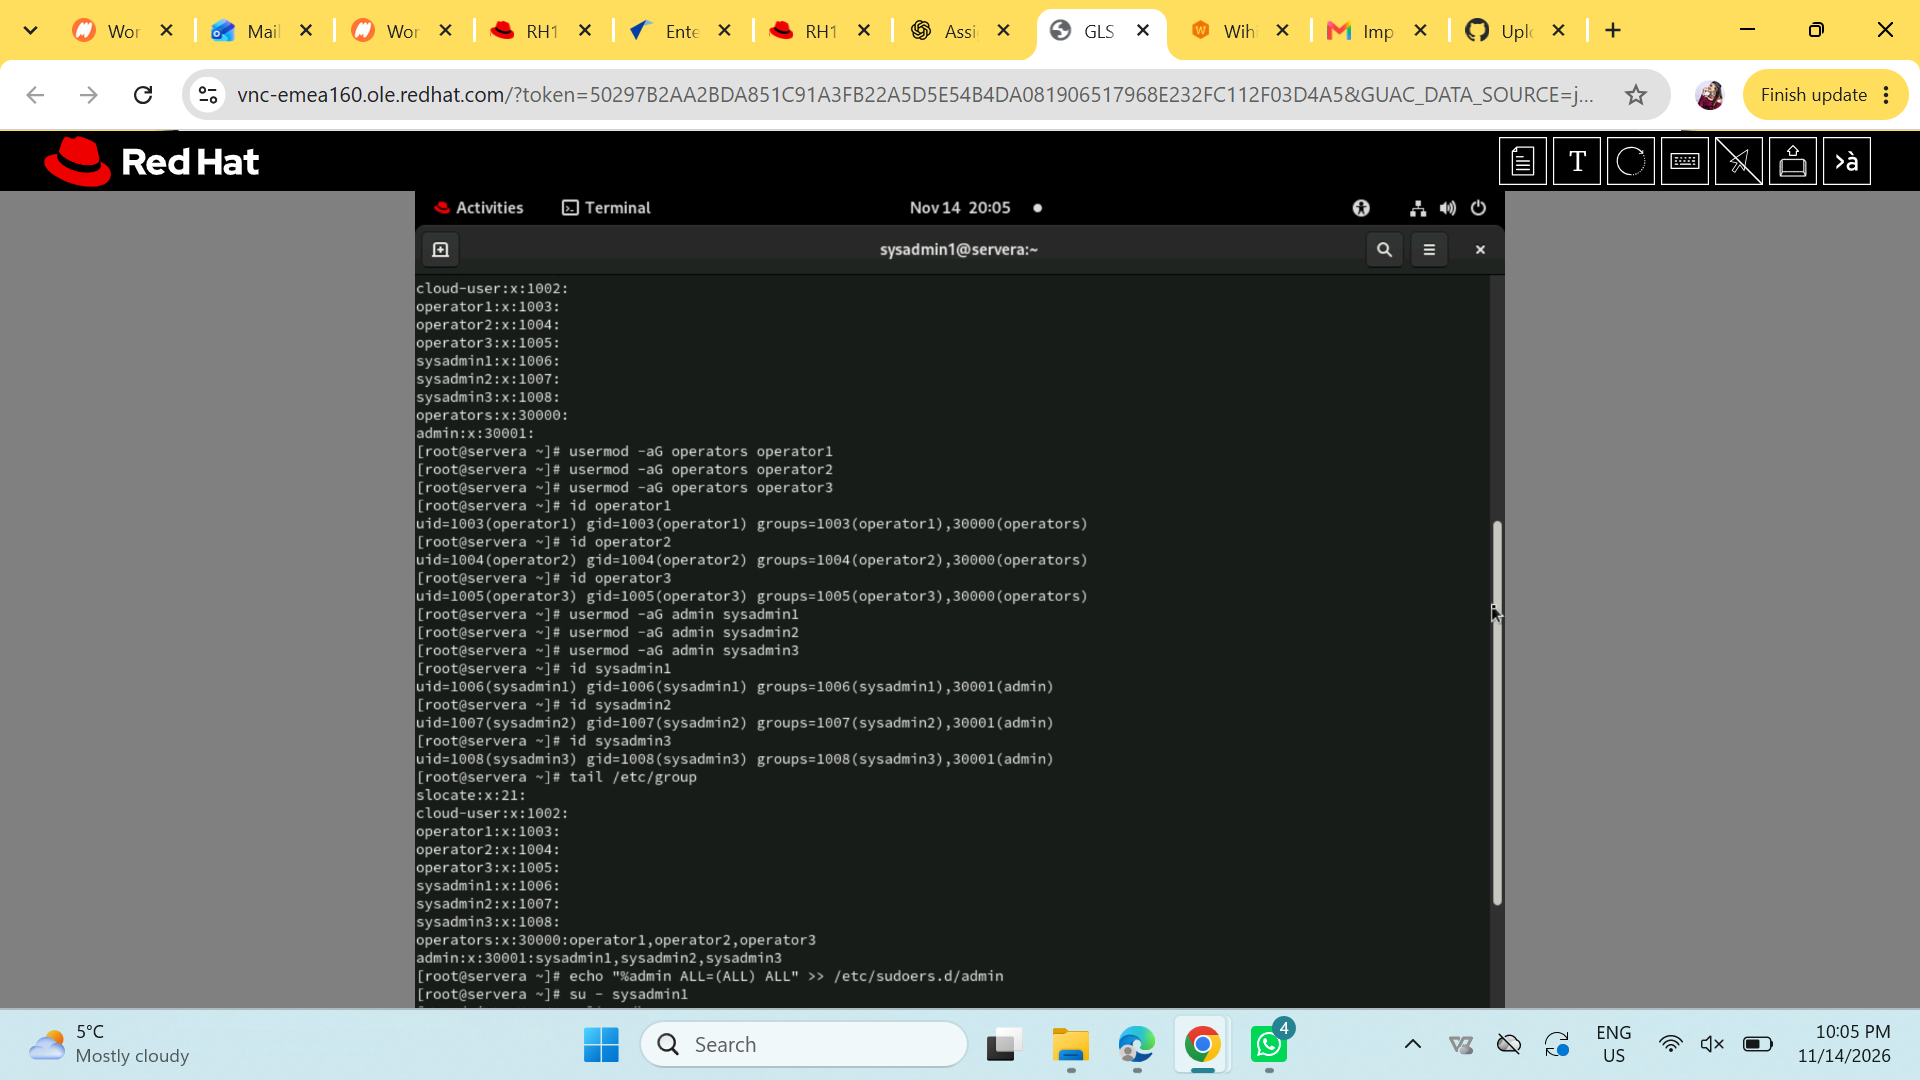 Wor
Mail
Wor
RH1
Ente
RH1
Assi
GLS
Wihi
Imp
Uplo
vnc-emea160.ole.redhat.com/?token=50297B2AA2BDA851C91A3FB22A5D5E54B4DA081906517968E232FC112F03D4A5&GUAC_DATA_SOURCE=j...
Finish update
Red Hat
T
>à
Activities
Terminal
Nov 14 20:05
sysadmin1@servera:~
cloud-user:x:1002:
operator1:x:1003:
operator2:x:1004:
operator3:x:1005:
sysadmin1:x:1006:
sysadmin2:x:1007:
sysadmin3:x:1008:
operators:x:30000:
admin:x:30001:
[root@servera ~]# usermod -aG operators operator1
[root@servera ~]# usermod -aG operators operator2
[root@servera ~]# usermod -aG operators operator3
[root@servera ~]# id operator1
uid=1003(operator1) gid=1003(operator1) groups=1003(operator1),30000(operators)
[root@servera ~]# id operator2
uid=1004(operator2) gid=1004(operator2) groups=1004(operator2),30000(operators)
[root@servera ~]# id operator3
uid=1005(operator3) gid=1005(operator3) groups=1005(operator3),30000(operators)
[root@servera ~]# usermod -aG admin sysadmin1
[root@servera ~]# usermod -aG admin sysadmin2
[root@servera ~]# usermod -aG admin sysadmin3
[root@servera ~]# id sysadmin1
uid=1006(sysadmin1) gid=1006(sysadmin1) groups=1006(sysadmin1),30001(admin)
[root@servera ~]# id sysadmin2
uid=1007(sysadmin2) gid=1007(sysadmin2) groups=1007(sysadmin2),30001(admin)
[root@servera ~]# id sysadmin3
uid=1008(sysadmin3) gid=1008(sysadmin3) groups=1008(sysadmin3),30001(admin)
[root@servera ~]# tail /etc/group
slocate:x:21:
cloud-user:x:1002:
operator1:x:1003:
operator2:x:1004:
operator3:x:1005:
sysadmin1:x:1006:
sysadmin2:x:1007:
sysadmin3:x:1008:
operators:x:30000:operator1,operator2,operator3
admin:x:30001:sysadmin1,sysadmin2,sysadmin3
[root@servera ~]# echo "%admin ALL=(ALL) ALL" >> /etc/sudoers.d/admin
[root@servera ~]# su - sysadmin1
5°C
Mostly cloudy
Search
4
ENG
US
10:05 PM
11/14/2026